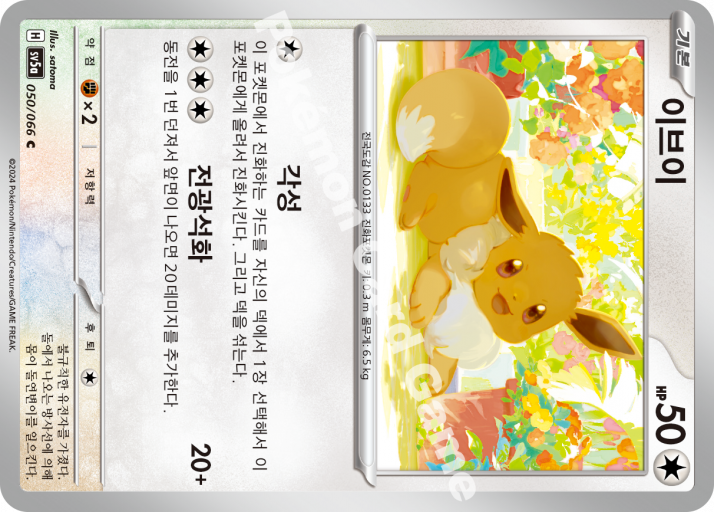 기본
이브이
HP 50
전국도감 NO.0133 진화포켓몬 키: 0.3 m 몸무게: 6.5 kg
각성
이 포켓몬에서 진화하는 카드를 자신의 덱에서 1장 선택해서 이
포켓몬에게 올려서 진화시킨다. 그리고 덱을 섞는다.
전광석화 20+
동전을 1번 던져서 앞면이 나오면 20데미지를 추가한다.
약점 ×2 저항력 후퇴
Illus. satoma
H sv5a 050/066 C
불규칙한 유전자를 가졌다.
돌에서 나오는 방사선에 의해
몸이 돌연변이를 일으킨다.
©2024 Pokémon/Nintendo/Creatures/GAME FREAK.
Pokémon Card Game